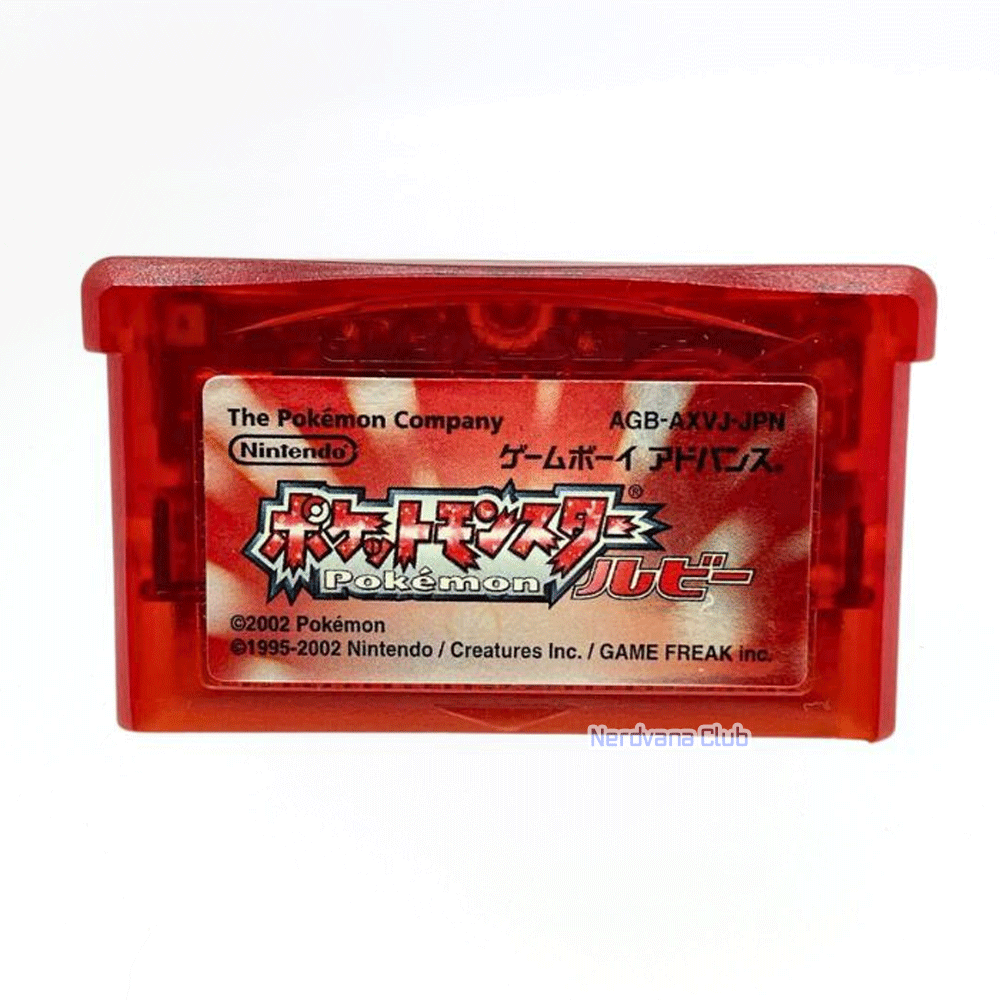 The Pokémon Company
AGB-AXVJ-JPN
Nintendo®
ゲームボーイ アドバンス®
ポケットモンスター®
Pokémon
ルビー
©2002 Pokémon
©1995-2002 Nintendo / Creatures Inc. / GAME FREAK inc.
Nerdvana Club